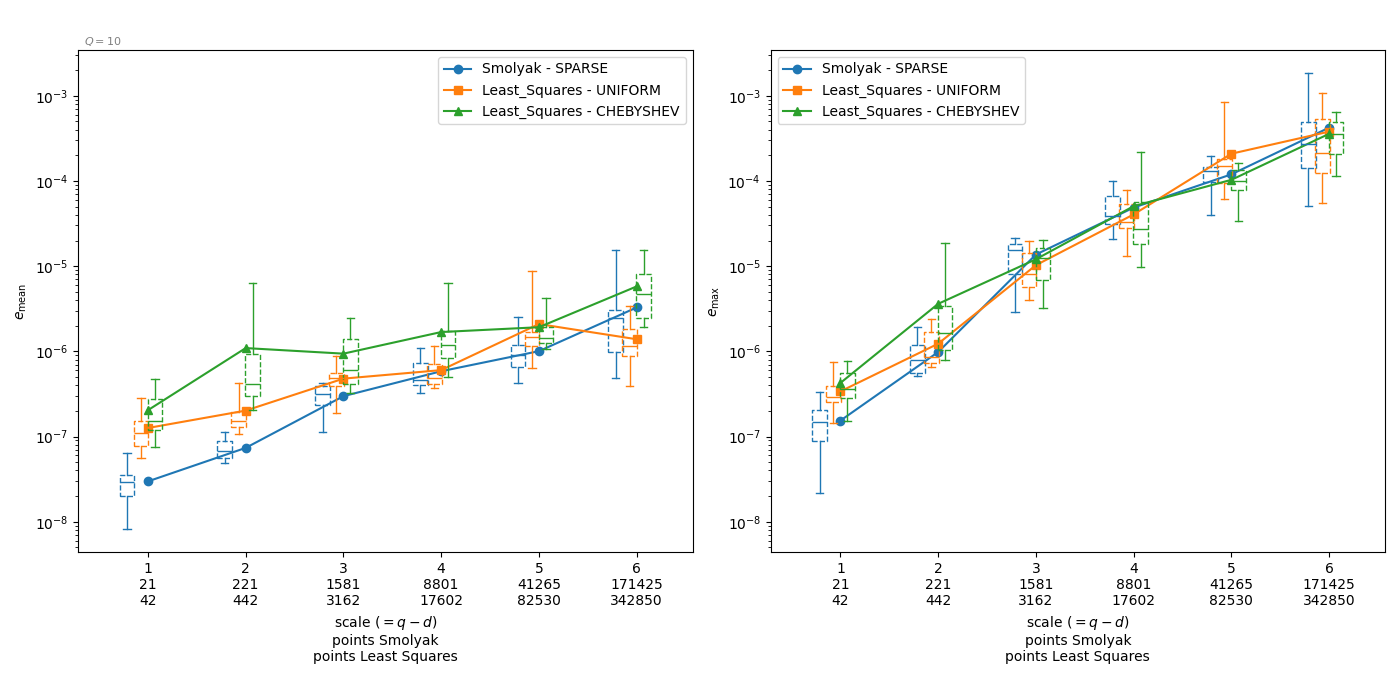 Q = 10
Smolyak - SPARSE
Least_Squares - UNIFORM
Least_Squares - CHEBYSHEV
10⁻³
10⁻⁴
10⁻⁵
10⁻⁶
10⁻⁷
10⁻⁸
e_mean
1 2 3 4 5 6
21 221 1581 8801 41265 171425
42 442 3162 17602 82530 342850
scale (= q − d)
points Smolyak
points Least Squares
Smolyak - SPARSE
Least_Squares - UNIFORM
Least_Squares - CHEBYSHEV
10⁻³
10⁻⁴
10⁻⁵
10⁻⁶
10⁻⁷
10⁻⁸
e_max
1 2 3 4 5 6
21 221 1581 8801 41265 171425
42 442 3162 17602 82530 342850
scale (= q − d)
points Smolyak
points Least Squares